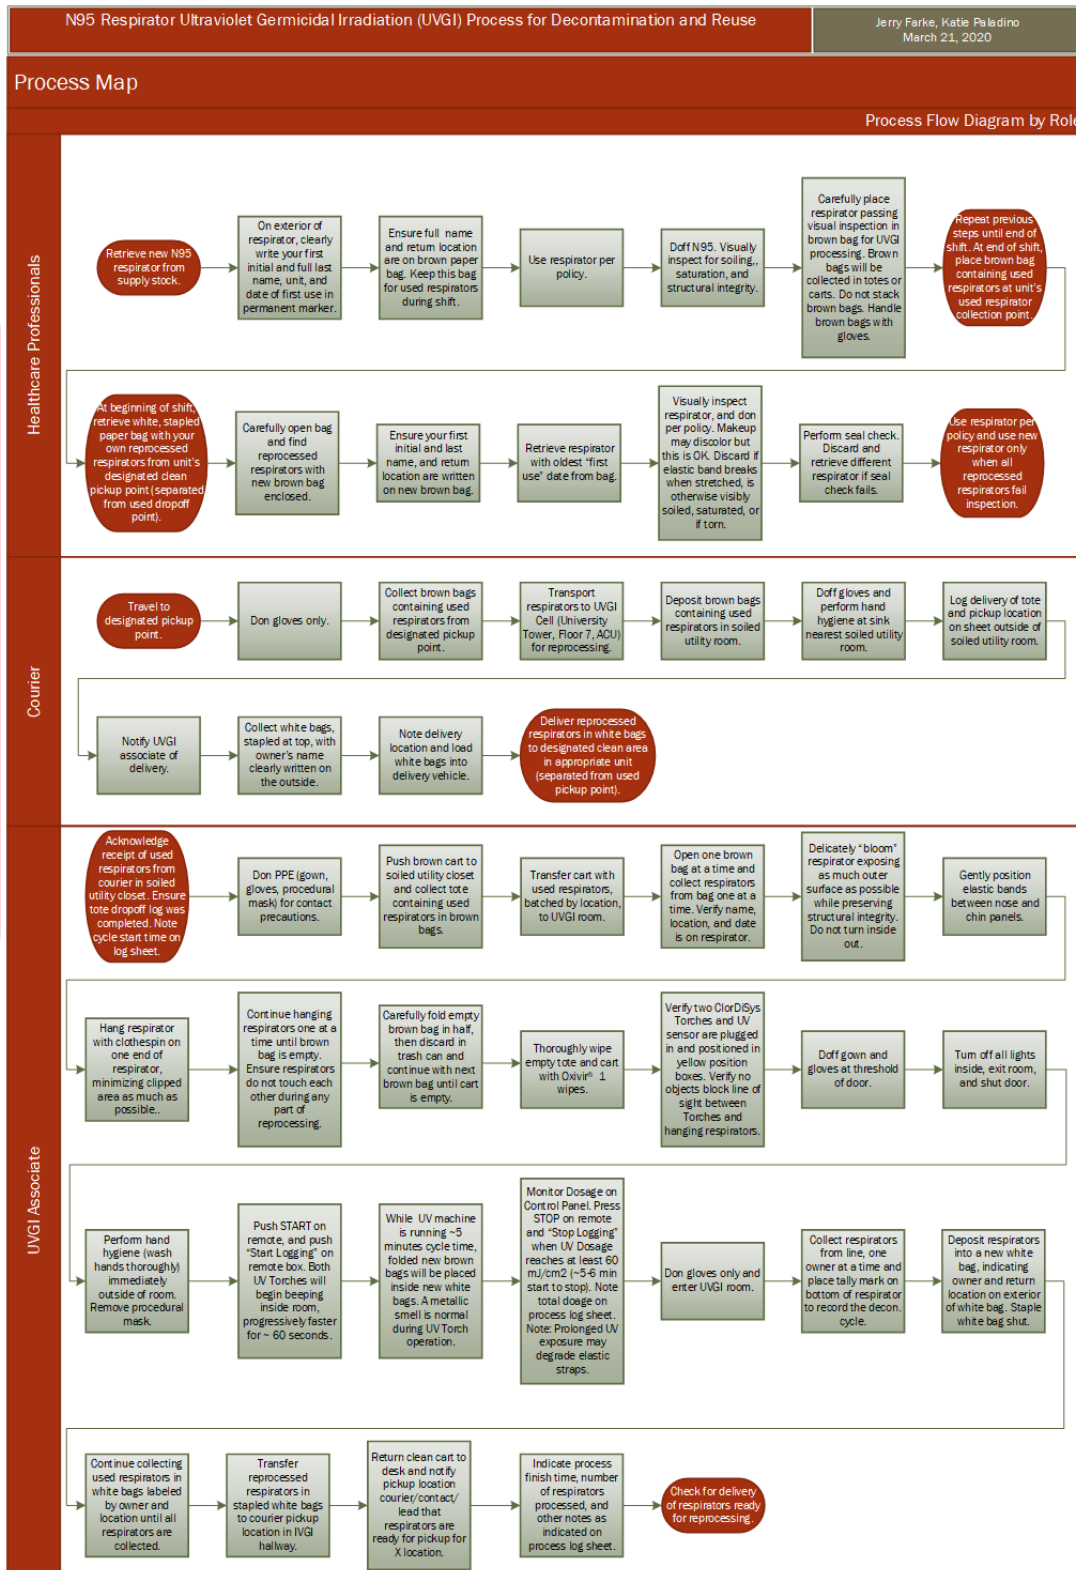 N95 Respirator Ultraviolet Germicidal Irradiation (UVGI) Process for Decontamination and Reuse
Jerry Farke, Katie Paladino
March 21, 2020
Process Map
Process Flow Diagram by Role
Healthcare Professionals
Retrieve new N95
respirator from
supply stock.
On exterior of
respirator, clearly
write your first
initial and full last
name, unit, and
date of first use in
permanent marker.
Ensure full name
and return location
are on brown paper
bag. Keep this bag
for used respirators
during shift.
Use respirator per
policy.
Doff N95. Visually
inspect for soiling,,
saturation, and
structural integrity.
Carefully place
respirator passing
visual inspection in
brown bag for UVGI
processing. Brown
bags will be
collected in totes or
carts. Do not stack
brown bags. Handle
brown bags with
gloves.
Repeat previous
steps until end of
shift. At end of shift,
place brown bag
containing used
respirators at unit's
used respirator
collection point.
At beginning of shift,
retrieve white, stapled
paper bag with your
own reprocessed
respirators from unit's
designated clean
pickup point (separated
from used dropoff
point).
Carefully open bag
and find
reprocessed
respirators with
new brown bag
enclosed.
Ensure your first
initial and last
name, and return
location are written
on new brown bag.
Retrieve respirator
with oldest "first
use" date from bag.
Visually inspect
respirator, and don
per policy. Makeup
may discolor but
this is OK. Discard if
elastic band breaks
when stretched, is
otherwise visibly
soiled, saturated, or
if torn.
Perform seal check.
Discard and
retrieve different
respirator if seal
check fails.
Use respirator per
policy and use new
respirator only
when all
reprocessed
respirators fail
inspection.
Courier
Travel to
designated pickup
point.
Don gloves only.
Collect brown bags
containing used
respirators from
designated pickup
point.
Transport
respirators to UVGI
Cell (University
Tower, Floor 7, ACU)
for reprocessing.
Deposit brown bags
containing used
respirators in soiled
utility room.
Doff gloves and
perform hand
hygiene at sink
nearest soiled utility
room.
Log delivery of tote
and pickup location
on sheet outside of
soiled utility room.
Notify UVGI
associate of
delivery.
Collect white bags,
stapled at top, with
owner's name
clearly written on
the outside.
Note delivery
location and load
white bags into
delivery vehicle.
Deliver reprocessed
respirators in white bags
to designated clean area
in appropriate unit
(separated from used
pickup point).
UVGI Associate
Acknowledge
receipt of used
respirators from
courier in soiled
utility closet. Ensure
tote dropoff log was
completed. Note
cycle start time on
log sheet.
Don PPE (gown,
gloves, procedural
mask) for contact
precautions.
Push brown cart to
soiled utility closet
and collect tote
containing used
respirators in brown
bags.
Transfer cart with
used respirators,
batched by location,
to UVGI room.
Open one brown
bag at a time and
collect respirators
from bag one at a
time. Verify name,
location, and date
is on respirator.
Delicately "bloom"
respirator exposing
as much outer
surface as possible
while preserving
structural integrity.
Do not turn inside
out.
Gently position
elastic bands
between nose and
chin panels.
Hang respirator
with clothespin on
one end of
respirator,
minimizing clipped
area as much as
possible..
Continue hanging
respirators one at a
time until brown
bag is empty.
Ensure respirators
do not touch each
other during any
part of
reprocessing.
Carefully fold empty
brown bag in half,
then discard in
trash can and
continue with next
brown bag until cart
is empty.
Thoroughly wipe
empty tote and cart
with Oxivir® 1
wipes.
Verify two ClorDiSys
Torches and UV
sensor are plugged
in and positioned in
yellow position
boxes. Verify no
objects block line of
sight between
Torches and
hanging respirators.
Doff gown and
gloves at threshold
of door.
Turn off all lights
inside, exit room,
and shut door.
Perform hand
hygiene (wash
hands thoroughly)
immediately
outside of room.
Remove procedural
mask.
Push START on
remote, and push
"Start Logging" on
remote box. Both
UV Torches will
begin beeping
inside room,
progressively faster
for ~ 60 seconds.
While UV machine
is running ~5
minutes cycle time,
folded new brown
bags will be placed
inside new white
bags. A metallic
smell is normal
during UV Torch
operation.
Monitor Dosage on
Control Panel. Press
STOP on remote
and "Stop Logging"
when UV Dosage
reaches at least 60
mJ/cm2 (~5-6 min
start to stop). Note
total doage on
process log sheet.
Note: Prolonged UV
exposure may
degrade elastic
straps.
Don gloves only and
enter UVGI room.
Collect respirators
from line, one
owner at a time and
place tally mark on
bottom of respirator
to record the decon.
cycle.
Deposit respirators
into a new white
bag, indicating
owner and return
location on exterior
of white bag. Staple
white bag shut.
Continue collecting
used respirators in
white bags labeled
by owner and
location until all
respirators are
collected.
Transfer
reprocessed
respirators in
stapled white bags
to courier pickup
location in IVGI
hallway.
Return clean cart to
desk and notify
pickup location
courier/contact/
lead that
respirators are
ready for pickup for
X location.
Indicate process
finish time, number
of respirators
processed, and
other notes as
indicated on
process log sheet.
Check for delivery
of respirators ready
for reprocessing.